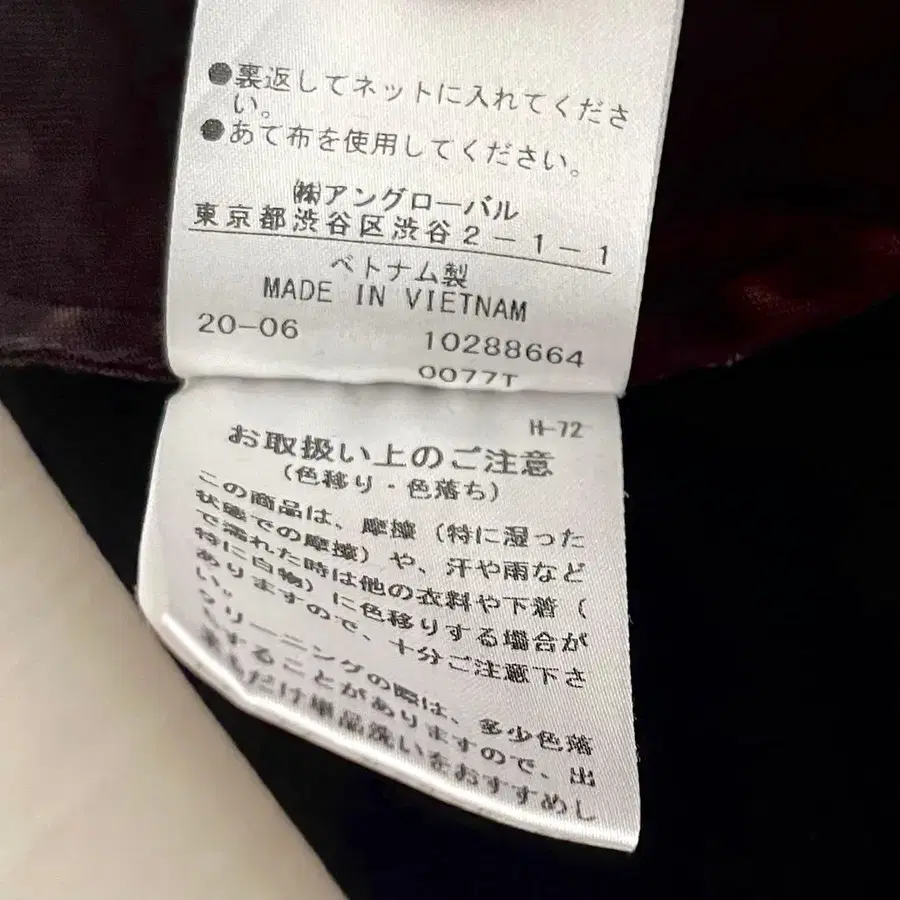 ●裏返してネットに入れてくださ
い。
●あて布を使用してください。
㈱アングローバル
東京都渋谷区渋谷2-1-1
ベトナム製
MADE IN VIETNAM
20-06
10288664
0077T
H-72
お取扱い上のご注意
(色移り・色落ち)
この商品は、摩擦(特に湿った
状態での摩擦)や、汗や雨など
で濡れた時は他の衣料や下着(
特に白物)に色移りする場合が
ありますので、十分ご注意下さ
い。
クリーニングの際は、多少色落
することがありますので、出
だけ単品洗いをおすすめし